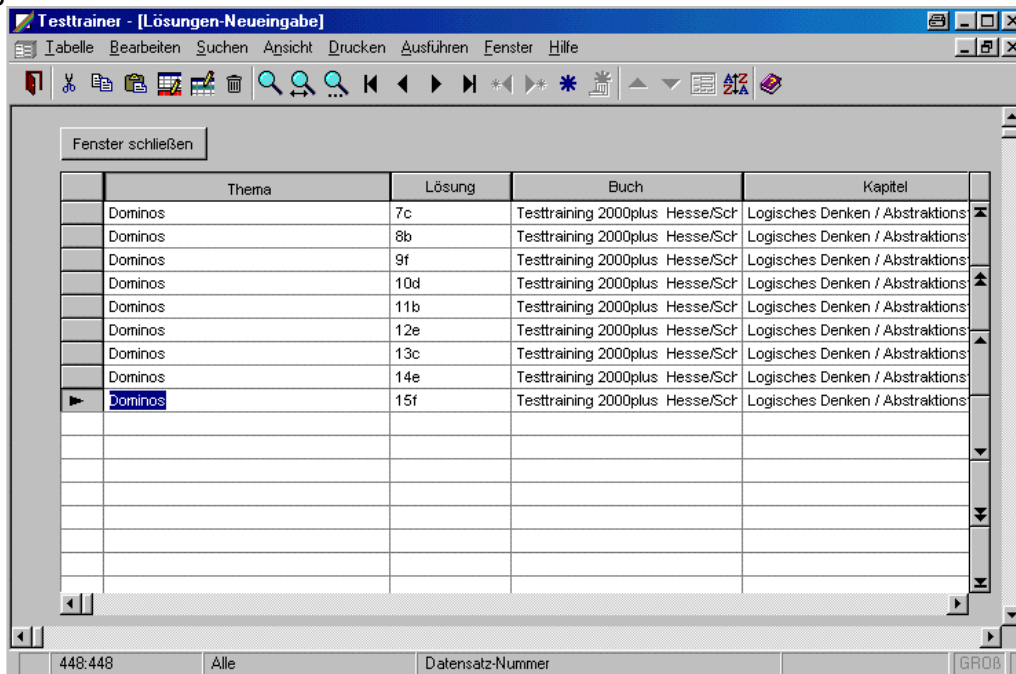 Testtrainer - [Lösungen-Neueingabe]
Tabelle Bearbeiten Suchen Ansicht Drucken Ausführen Fenster Hilfe
Fenster schließen
Thema Lösung Buch Kapitel
Dominos 7c Testtraining 2000plus Hesse/Sch Logisches Denken / Abstraktions
Dominos 8b Testtraining 2000plus Hesse/Sch Logisches Denken / Abstraktions
Dominos 9f Testtraining 2000plus Hesse/Sch Logisches Denken / Abstraktions
Dominos 10d Testtraining 2000plus Hesse/Sch Logisches Denken / Abstraktions
Dominos 11b Testtraining 2000plus Hesse/Sch Logisches Denken / Abstraktions
Dominos 12e Testtraining 2000plus Hesse/Sch Logisches Denken / Abstraktions
Dominos 13c Testtraining 2000plus Hesse/Sch Logisches Denken / Abstraktions
Dominos 14e Testtraining 2000plus Hesse/Sch Logisches Denken / Abstraktions
Dominos 15f Testtraining 2000plus Hesse/Sch Logisches Denken / Abstraktions
448:448 Alle Datensatz-Nummer GROß